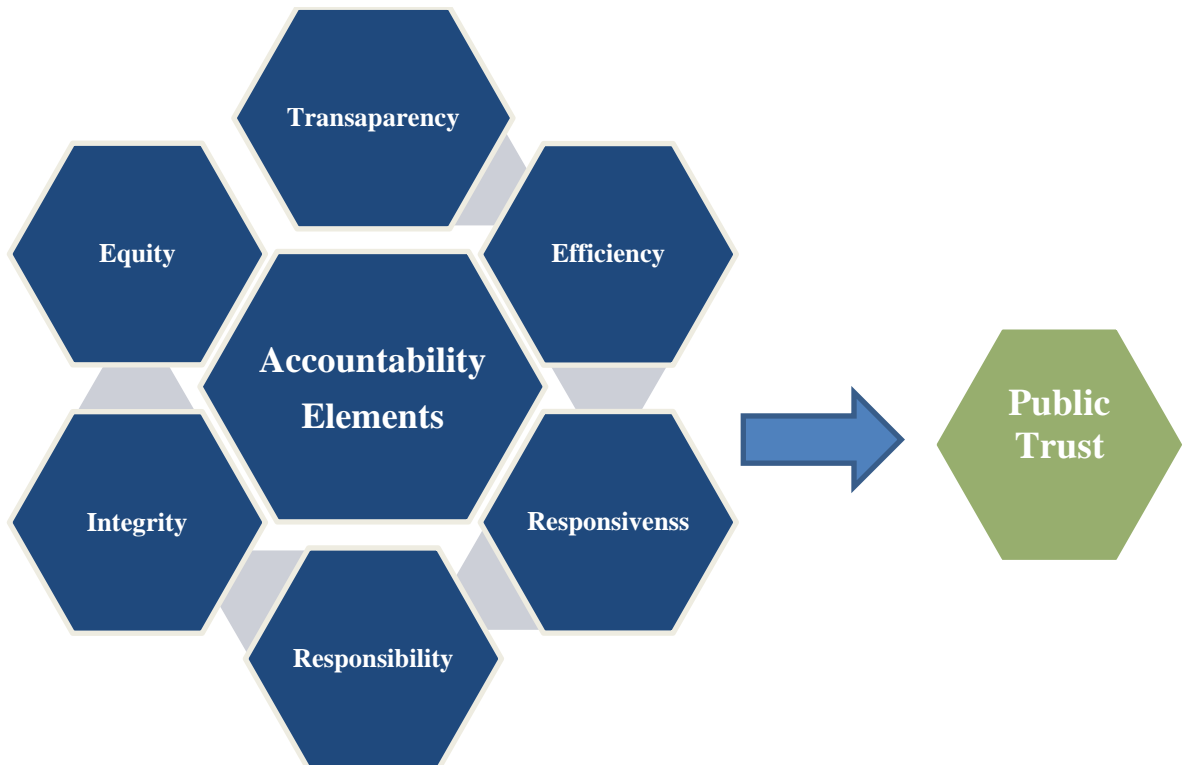 Transaparency
Equity
Efficiency
Accountability
Elements
Public
Trust
Integrity
Responsivenss
Responsibility